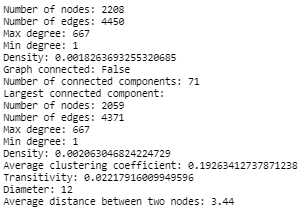 Number of nodes: 2208
Number of edges: 4450
Max degree: 667
Min degree: 1
Density: 0.0018263693255320685
Graph connected: False
Number of connected components: 71
Largest connected component:
Number of nodes: 2059
Number of edges: 4371
Max degree: 667
Min degree: 1
Density: 0.002063046824224729
Average clustering coefficient: 0.19263412737871238
Transitivity: 0.02217916009949596
Diameter: 12
Average distance between two nodes: 3.44